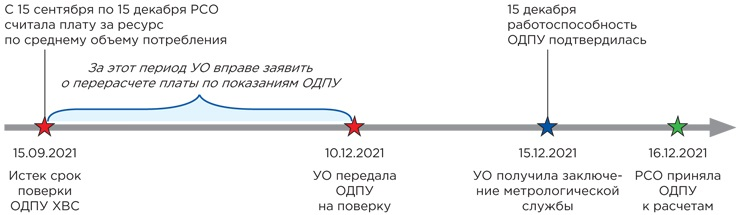 С 15 сентября по 15 декабря РСО
считала плату за ресурс
по среднему объему потребления
15 декабря
работоспособность
ОДПУ подтвердилась
За этот период УО вправе заявить
о перерасчете платы по показаниям ОДПУ
15.09.2021
Истек срок
поверки
ОДПУ ХВС
10.12.2021
УО передала
ОДПУ
на поверку
15.12.2021
УО получила заключе-
ние метрологической
службы
16.12.2021
РСО приняла
ОДПУ
к расчетам